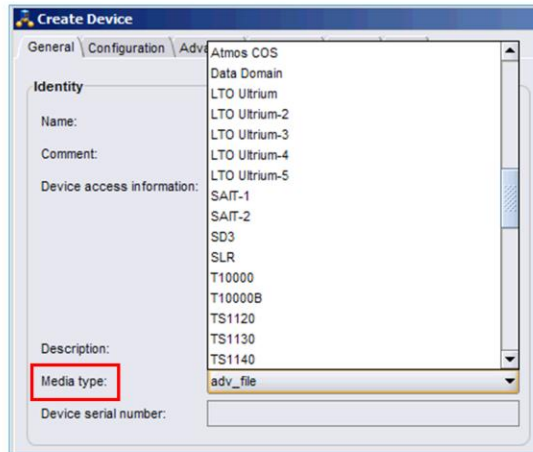 Create Device
General Configuration
Identity
Name:
Comment:
Device access information:
Atmos COS
Data Domain
LTO Ultrium
LTO Ultrium-2
LTO Ultrium-3
LTO Ultrium-4
LTO Ultrium-5
SAIT-1
SAIT-2
SD3
SLR
T10000
T10000B
TS1120
TS1130
TS1140
Description:
Media type: adv_file
Device serial number: